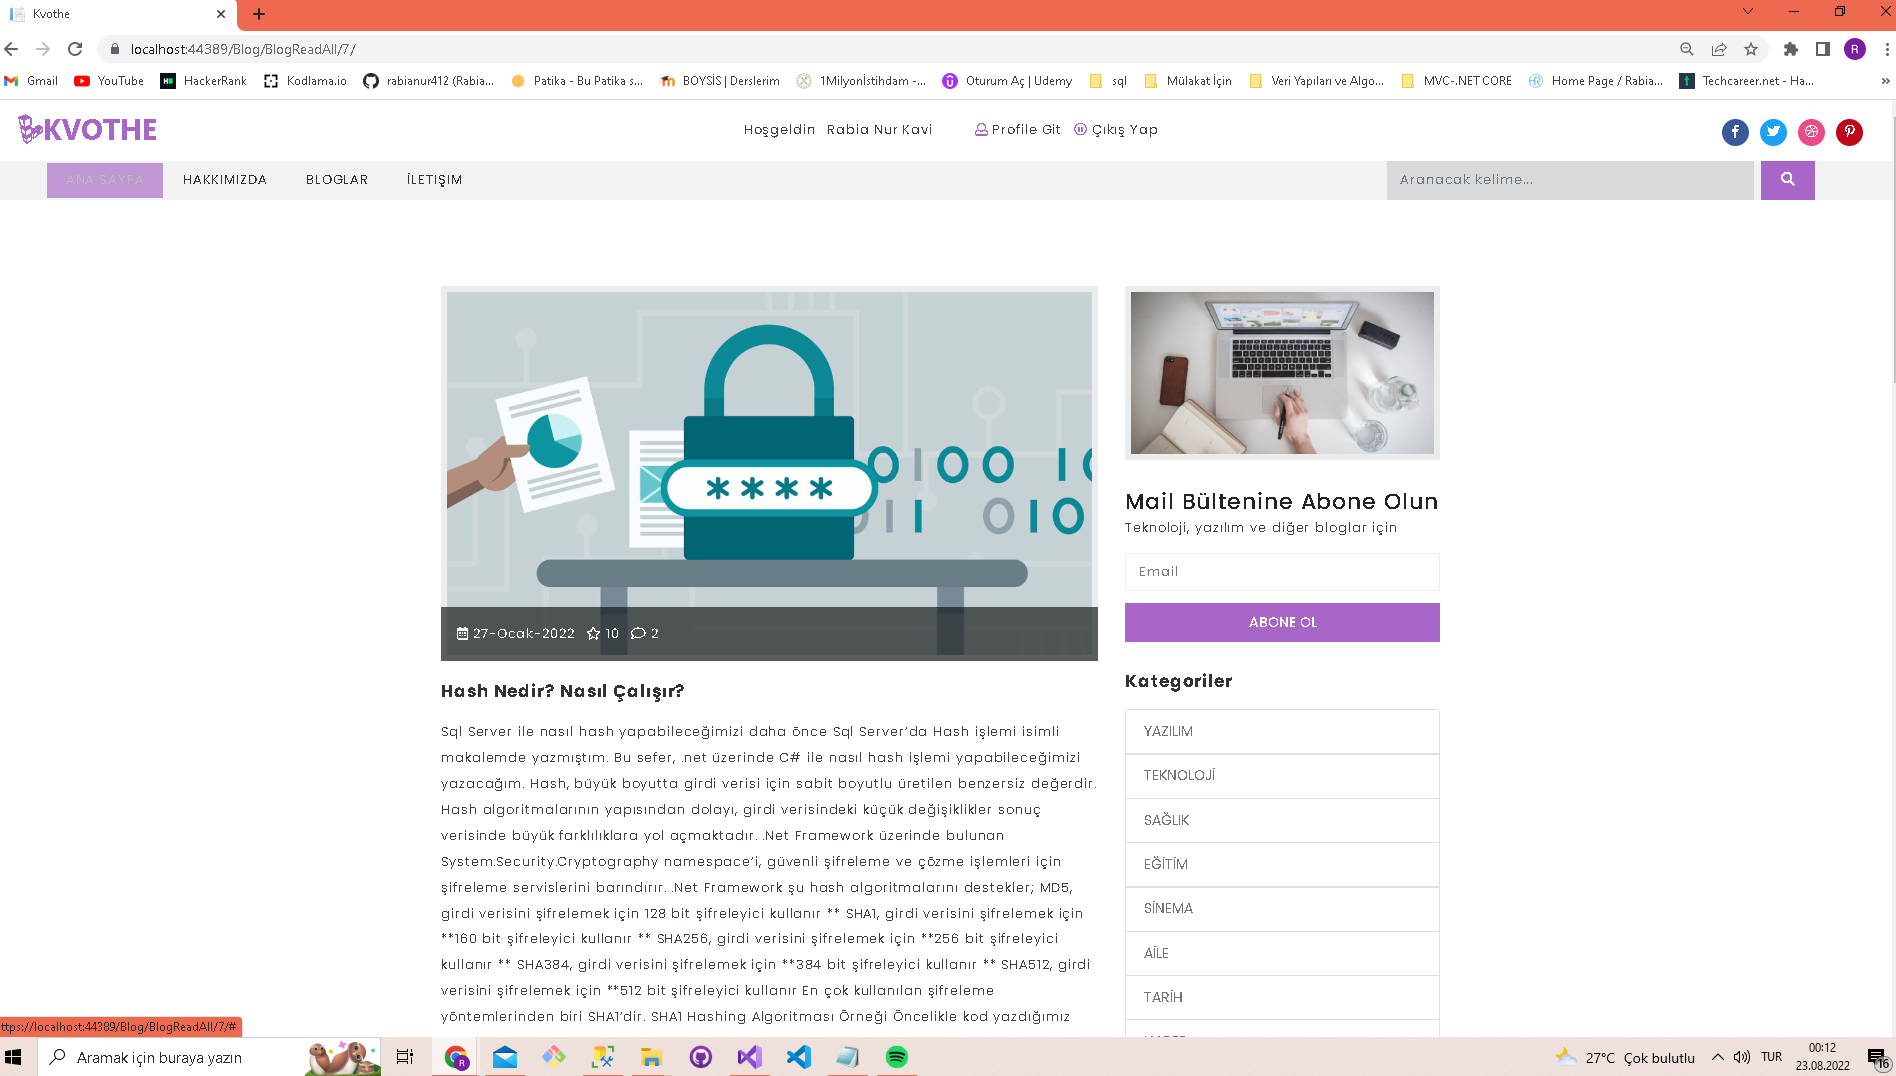 Kvothe
localhost:44389/Blog/BlogReadAll/7/
R
Gmail YouTube HackerRank Kodlama.io rabianur412 (Rabia... Patika - Bu Patika s... BOYSİS | Derslerim 1Milyonİstihdam -... Oturum Aç | Udemy sql Mülakat İçin Veri Yapıları ve Algo... MVC-.NET CORE Home Page / Rabia... Techcareer.net - Ha... »
KVOTHE
Hoşgeldin Rabia Nur Kavi Profile Git Çıkış Yap
ANA SAYFA HAKKIMIZDA BLOGLAR İLETIŞIM
Aranacak kelime...
****
0100 10
011 010
27-Ocak-2022 10 2
Hash Nedir? Nasıl Çalışır?
Sql Server ile nasıl hash yapabileceğimizi daha önce Sql Server’da Hash işlemi isimli
makalemde yazmıştım. Bu sefer, .net üzerinde C# ile nasıl hash işlemi yapabileceğimizi
yazacağım. Hash, büyük boyutta girdi verisi için sabit boyutlu üretilen benzersiz değerdir.
Hash algoritmalarının yapısından dolayı, girdi verisindeki küçük değişiklikler sonuç
verisinde büyük farklılıklara yol açmaktadır. .Net Framework üzerinde bulunan
System.Security.Cryptography namespace’i, güvenli şifreleme ve çözme işlemleri için
şifreleme servislerini barındırır. .Net Framework şu hash algoritmalarını destekler; MD5,
girdi verisini şifrelemek için 128 bit şifreleyici kullanır ** SHA1, girdi verisini şifrelemek için
**160 bit şifreleyici kullanır ** SHA256, girdi verisini şifrelemek için **256 bit şifreleyici
kullanır ** SHA384, girdi verisini şifrelemek için **384 bit şifreleyici kullanır ** SHA512, girdi
verisini şifrelemek için **512 bit şifreleyici kullanır En çok kullanılan şifreleme
yöntemlerinden biri SHA1’dir. SHA1 Hashing Algoritması Örneği Öncelikle kod yazdığımız
Mail Bültenine Abone Olun
Teknoloji, yazılım ve diğer bloglar için
Email
ABONE OL
Kategoriler
YAZILIM
TEKNOLOJİ
SAĞLIK
EĞİTİM
SİNEMA
AİLE
TARİH
ttps://localhost:44389/Blog/BlogReadAll/7/#
Aramak için buraya yazın
27°C Çok bulutlu
TUR
00:12
23.08.2022
16